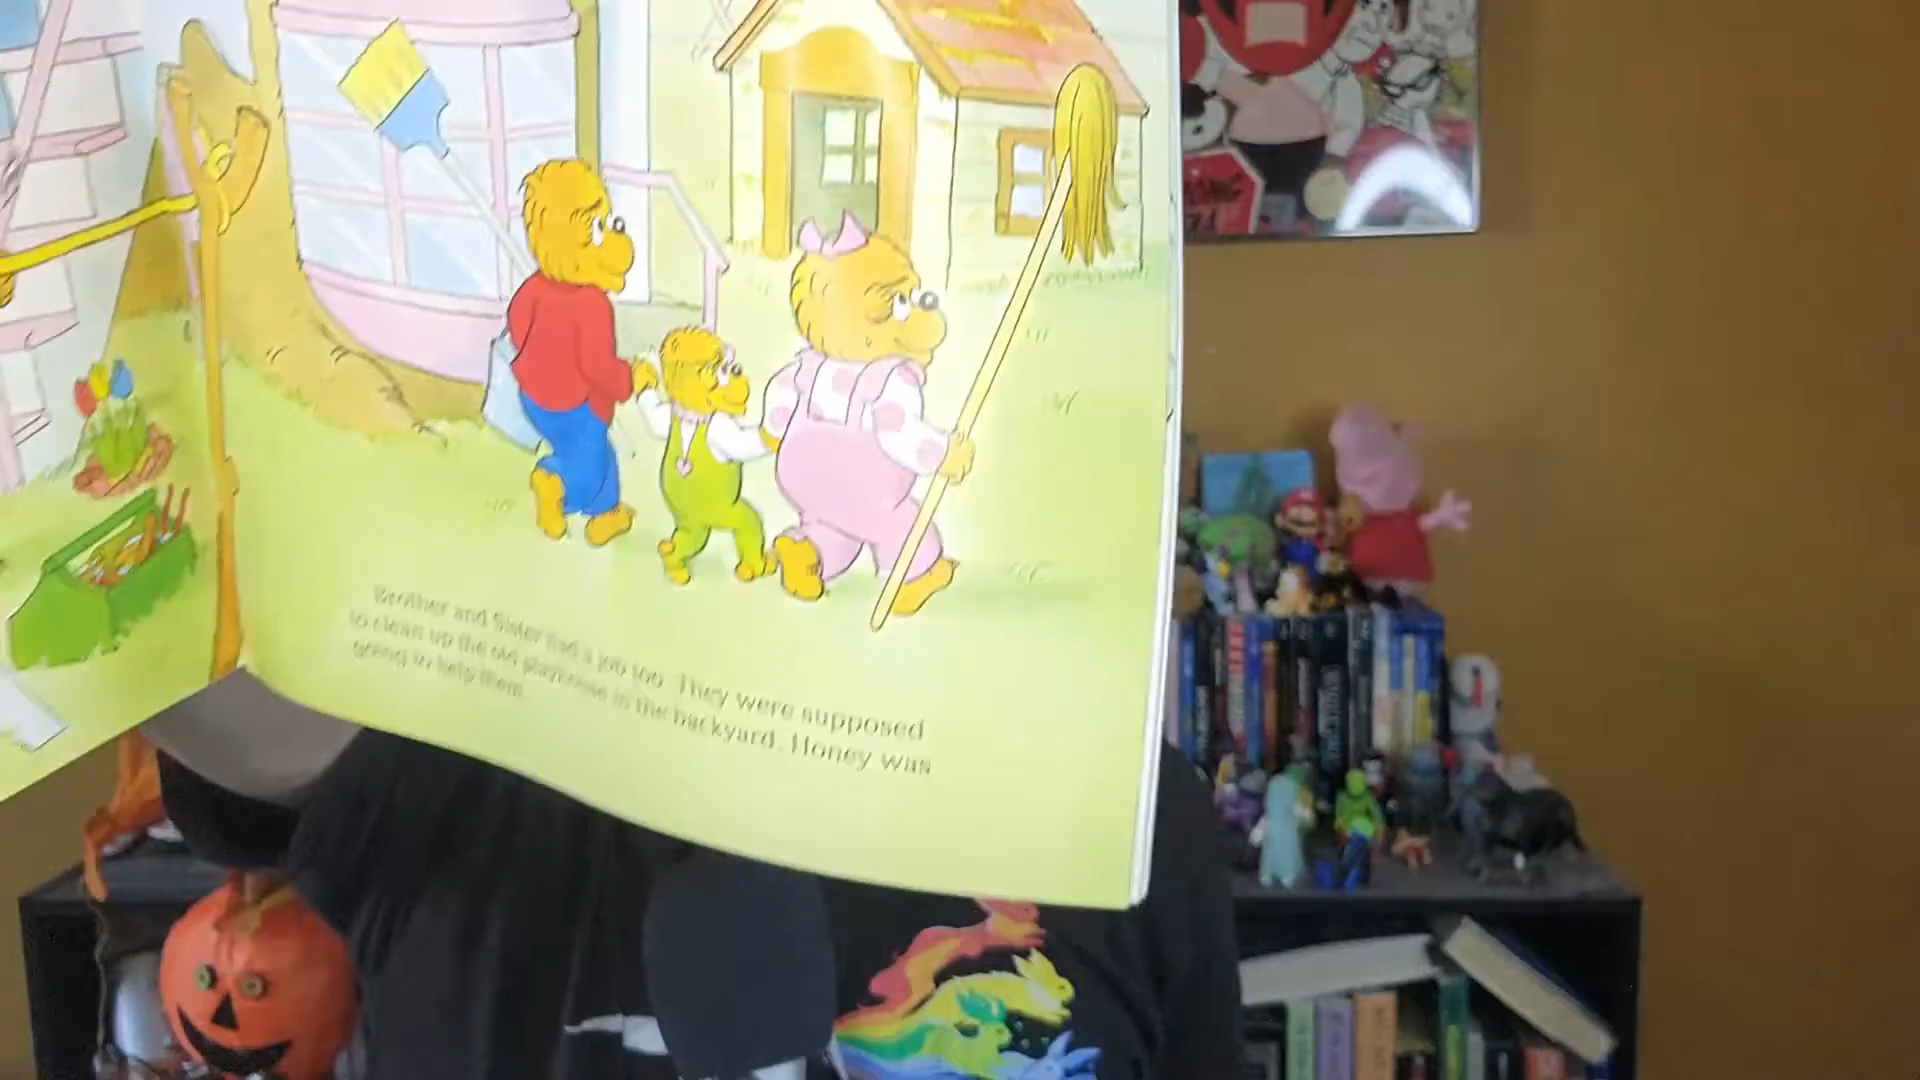 Brother and Sister had a job too. They were supposed
to clean up the old playhouse in the backyard. Honey was
going to help them.